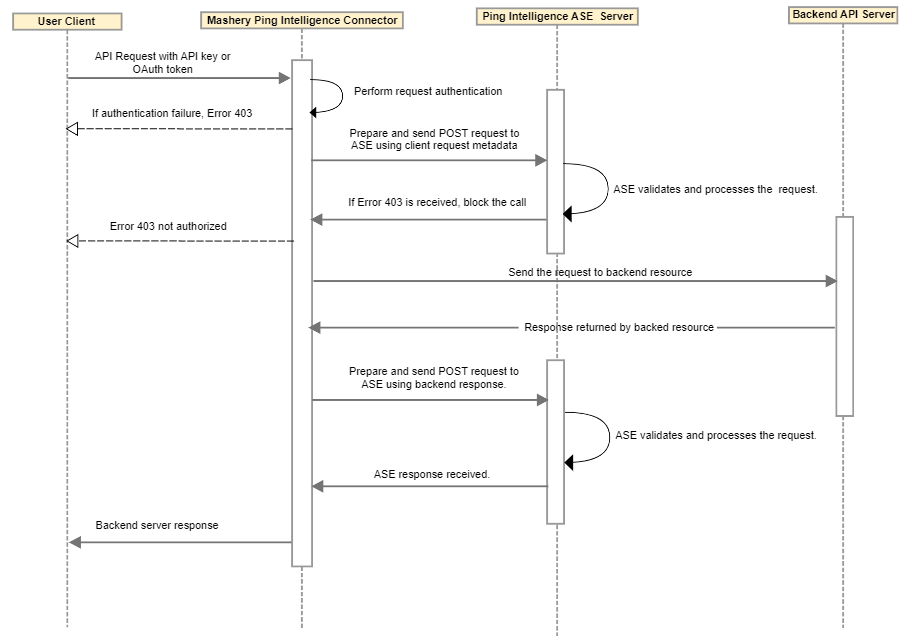 User Client
Mashery Ping Intelligence Connector
Ping Intelligence ASE Server
Backend API Server
API Request with API key or
OAuth token
Perform request authentication
If authentication failure, Error 403
Prepare and send POST request to
ASE using client request metadata
ASE validates and processes the request.
If Error 403 is received, block the call
Error 403 not authorized
Send the request to backend resource
Response returned by backed resource
Prepare and send POST request to
ASE using backend response.
ASE validates and processes the request.
ASE response received.
Backend server response